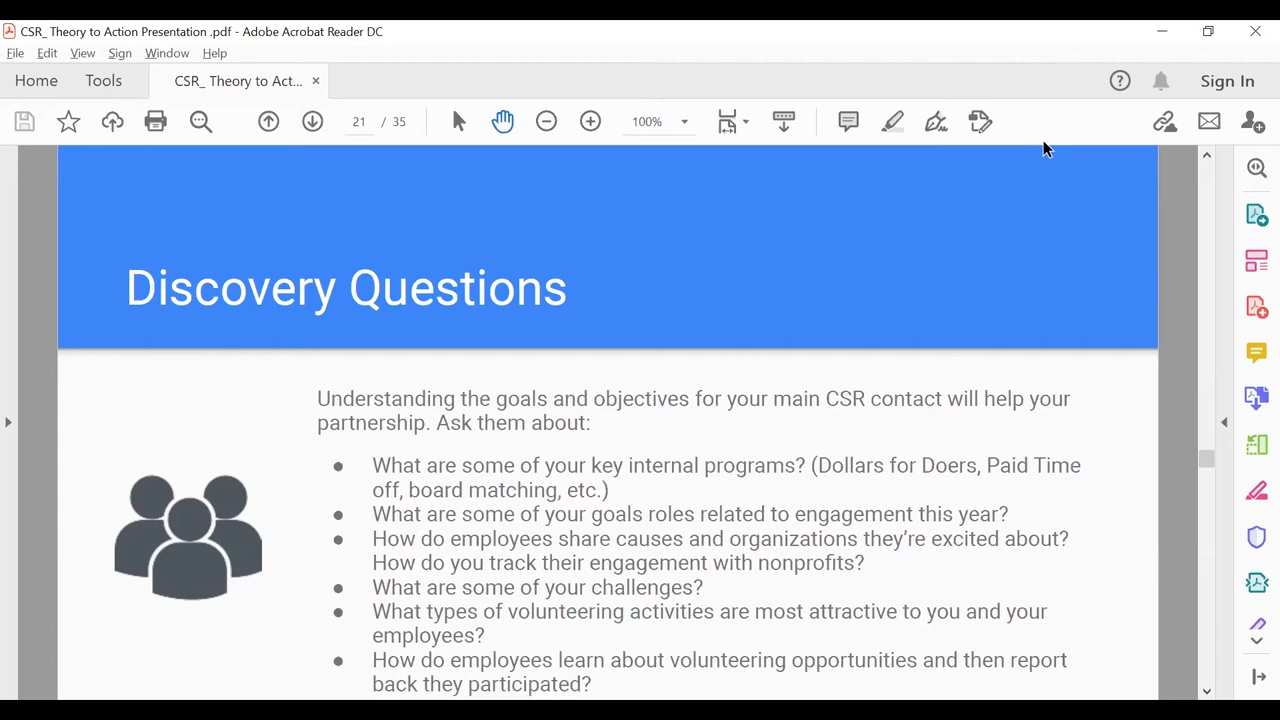 CSR_ Theory to Action Presentation .pdf - Adobe Acrobat Reader DC
File Edit View Sign Window Help
Home Tools CSR_ Theory to Act... × Sign In
21 / 35 100%
Discovery Questions
Understanding the goals and objectives for your main CSR contact will help your
partnership. Ask them about:
● What are some of your key internal programs? (Dollars for Doers, Paid Time
off, board matching, etc.)
● What are some of your goals roles related to engagement this year?
● How do employees share causes and organizations they're excited about?
How do you track their engagement with nonprofits?
● What are some of your challenges?
● What types of volunteering activities are most attractive to you and your
employees?
● How do employees learn about volunteering opportunities and then report
back they participated?